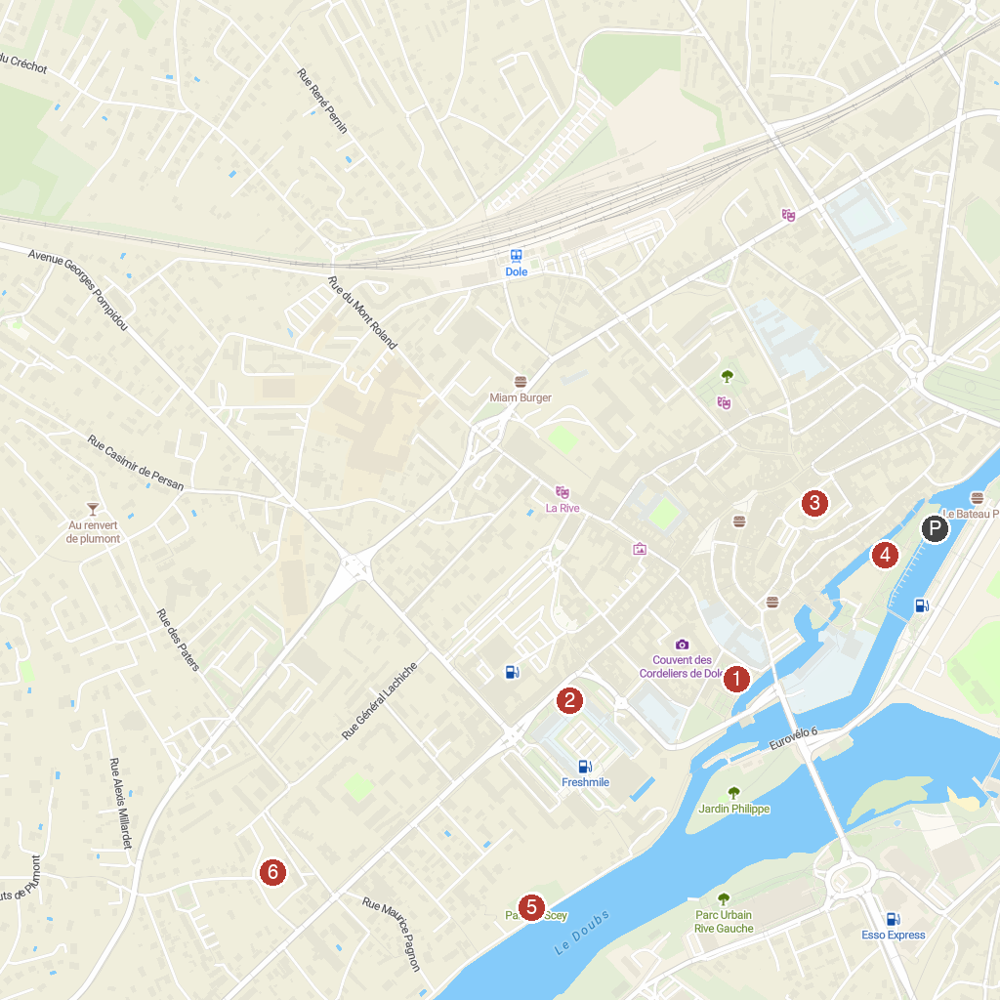 du Créchot
Rue René Pernin
Avenue Georges Pompidou
Dole
Rue du Mont Roland
Miam Burger
Rue Casimir de Persan
La Rive
3
Le Bateau P
P
Au renvert
de plumont
4
Rue des Paters
Couvent des
Cordeliers de Dole
1
2
Rue Général Lachiche
Eurovélo 6
Freshmile
Rue Alexis Millardet
Jardin Philippe
6
uts de Plumont
Rue Maurice Pagnon
5
Pa Scey
Le Doubs
Parc Urbain
Rive Gauche
Esso Express